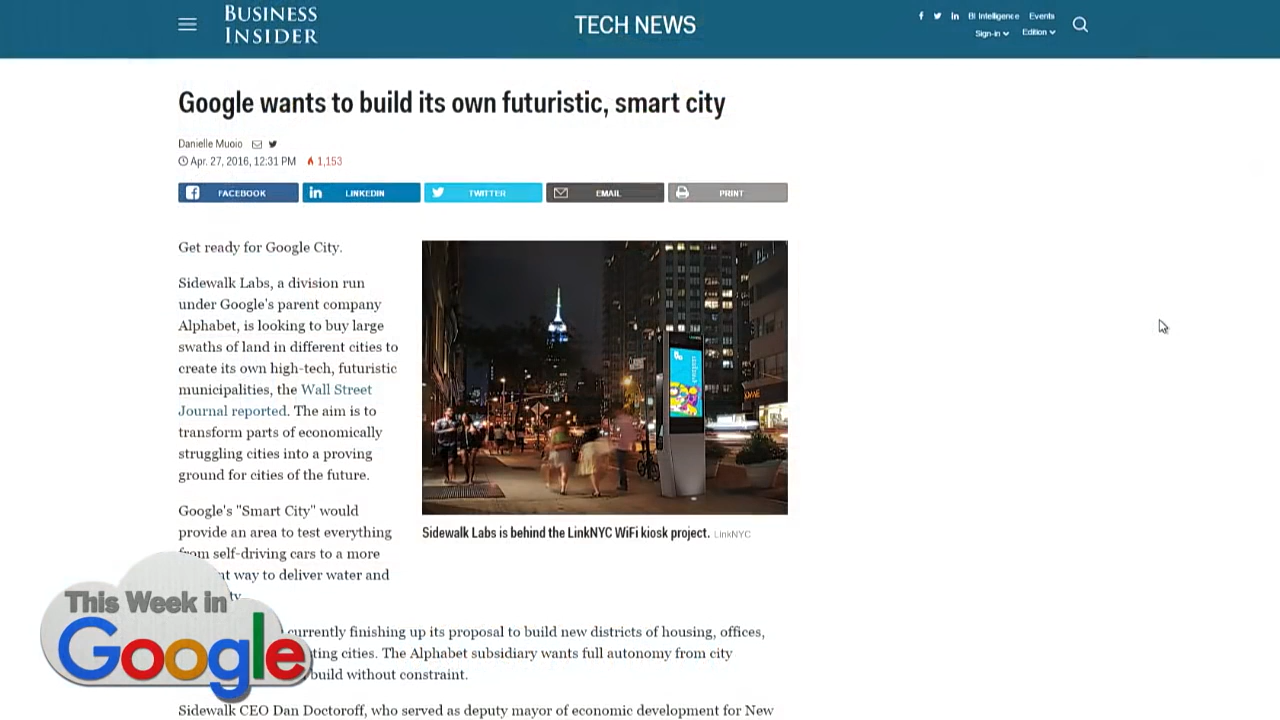 BUSINESS
INSIDER
TECH NEWS
BI Intelligence Events
Sign-in Edition
Google wants to build its own futuristic, smart city
Danielle Muoio
Apr. 27, 2016, 12:31 PM 1,153
FACEBOOK
LINKEDIN
TWITTER
EMAIL
PRINT
Get ready for Google City.
Sidewalk Labs, a division run
under Google's parent company
Alphabet, is looking to buy large
swaths of land in different cities to
create its own high-tech, futuristic
municipalities, the Wall Street
Journal reported. The aim is to
transform parts of economically
struggling cities into a proving
ground for cities of the future.
Google's "Smart City" would
provide an area to test everything
from self-driving cars to a more
way to deliver water and
Sidewalk Labs is behind the LinkNYC WiFi kiosk project. LinkNYC
currently finishing up its proposal to build new districts of housing, offices,
cities. The Alphabet subsidiary wants full autonomy from city
build without constraint.
Sidewalk CEO Dan Doctoroff, who served as deputy mayor of economic development for New
This Week in
Google